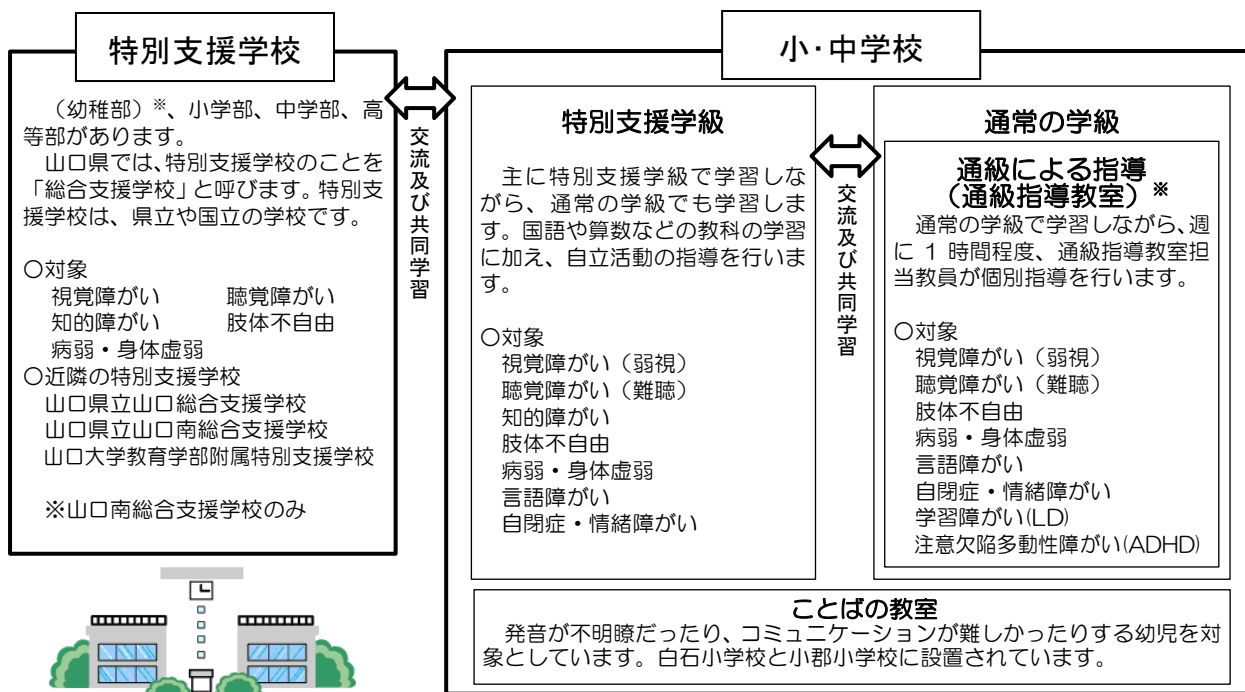 特別支援学校
(幼稚部)※、小学部、中学部、高
等部があります。
山口県では、特別支援学校のことを
「総合支援学校」と呼びます。特別支
援学校は、県立や国立の学校です。
○対象
視覚障がい 聴覚障がい
知的障がい 肢体不自由
病弱・身体虚弱
○近隣の特別支援学校
山口県立山口総合支援学校
山口県立山口南総合支援学校
山口大学教育学部附属特別支援学校
※山口南総合支援学校のみ
交流及び共同学習
小・中学校
特別支援学級
主に特別支援学級で学習しな
がら、通常の学級でも学習しま
す。国語や算数などの教科の学習
に加え、自立活動の指導を行いま
す。
○対象
視覚障がい(弱視)
聴覚障がい(難聴)
知的障がい
肢体不自由
病弱・身体虚弱
言語障がい
自閉症・情緒障がい
交流及び共同学習
通常の学級
通級による指導
(通級指導教室)※
通常の学級で学習しながら、週
に 1 時間程度、通級指導教室担
当教員が個別指導を行います。
○対象
視覚障がい(弱視)
聴覚障がい(難聴)
肢体不自由
病弱・身体虚弱
言語障がい
自閉症・情緒障がい
学習障がい(LD)
注意欠陥多動性障がい(ADHD)
ことばの教室
発音が不明瞭だったり、コミュニケーションが難しかったりする幼児を対
象としています。白石小学校と小郡小学校に設置されています。